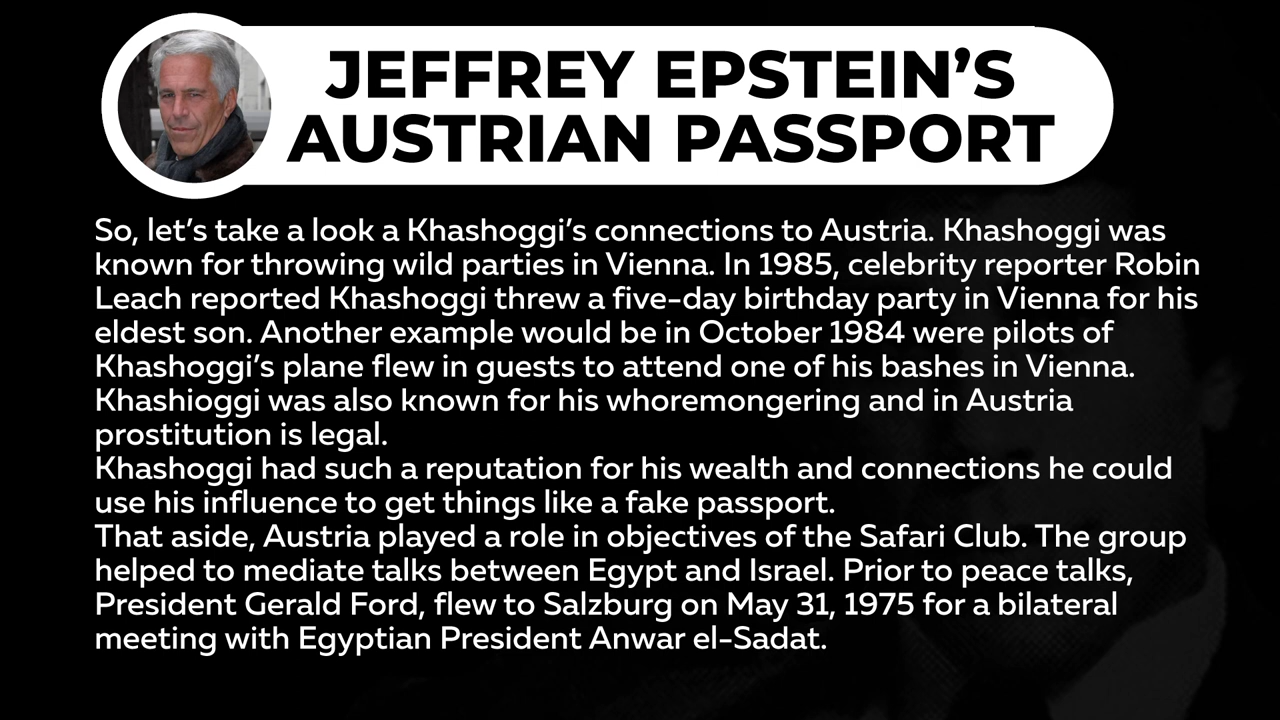 JEFFREY EPSTEIN’S
AUSTRIAN PASSPORT
So, let’s take a look a Khashoggi’s connections to Austria. Khashoggi was
known for throwing wild parties in Vienna. In 1985, celebrity reporter Robin
Leach reported Khashoggi threw a five-day birthday party in Vienna for his
eldest son. Another example would be in October 1984 were pilots of
Khashoggi’s plane flew in guests to attend one of his bashes in Vienna.
Khashioggi was also known for his whoremongering and in Austria
prostitution is legal.
Khashoggi had such a reputation for his wealth and connections he could
use his influence to get things like a fake passport.
That aside, Austria played a role in objectives of the Safari Club. The group
helped to mediate talks between Egypt and Israel. Prior to peace talks,
President Gerald Ford, flew to Salzburg on May 31, 1975 for a bilateral
meeting with Egyptian President Anwar el-Sadat.